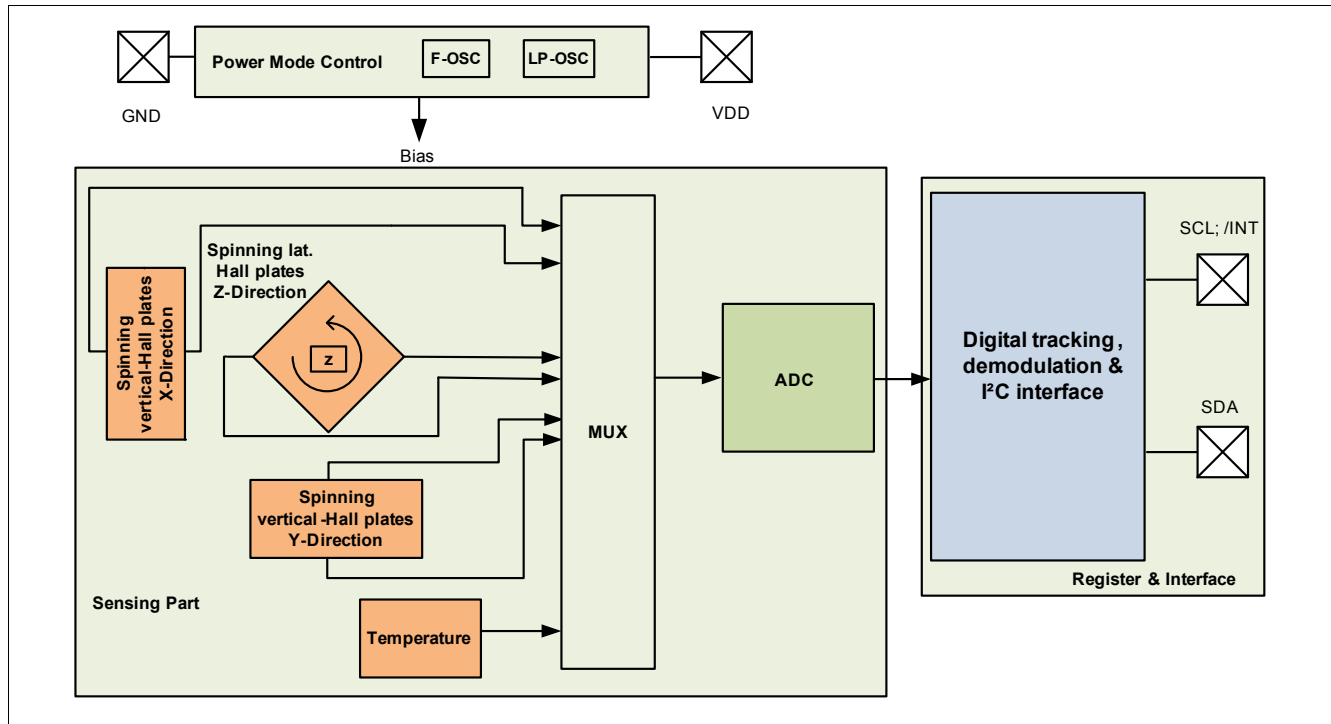 Power Mode Control
F-OSC
LP-OSC
GND
VDD
Bias
Spinning lat.
Hall plates
Z-Direction
Spinning
vertical-Hall plates
X-Direction
z
Spinning
vertical-Hall plates
Y-Direction
Temperature
Sensing Part
MUX
ADC
Digital tracking,
demodulation &
I²C interface
SCL; /INT
SDA
Register & Interface